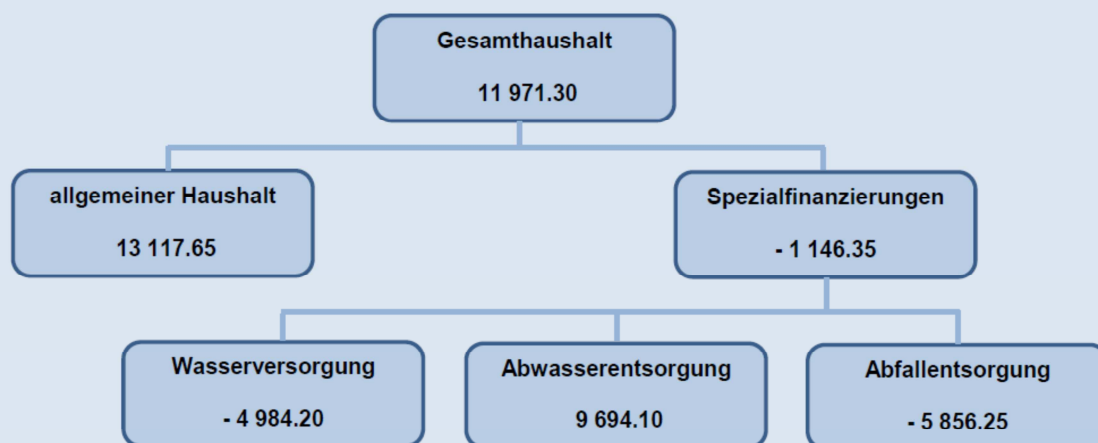 Gesamthaushalt
11 971.30
allgemeiner Haushalt
13 117.65
Spezialfinanzierungen
- 1 146.35
Wasserversorgung
- 4 984.20
Abwasserentsorgung
9 694.10
Abfallentsorgung
- 5 856.25